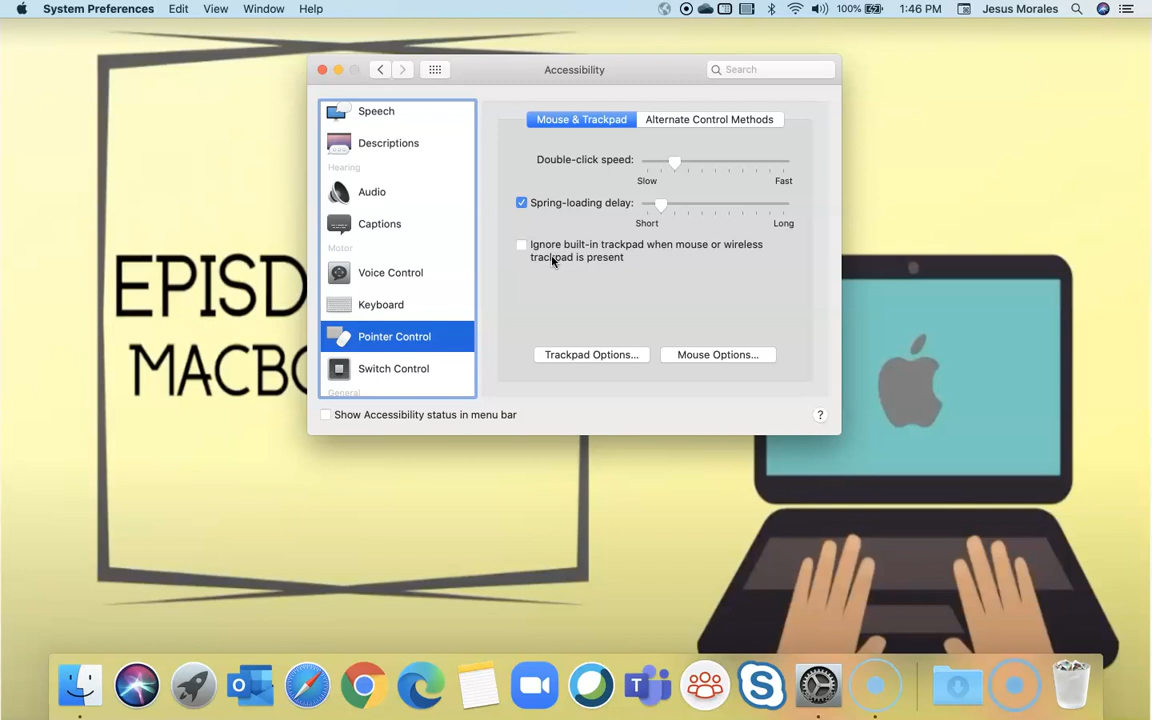 System Preferences Edit View Window Help 100% 1:46 PM Jesus Morales
Accessibility
Search
Speech
Descriptions
Hearing
Audio
Captions
Motor
Voice Control
Keyboard
Pointer Control
Switch Control
General
Mouse & Trackpad Alternate Control Methods
Double-click speed:
Slow Fast
Spring-loading delay:
Short Long
Ignore built-in trackpad when mouse or wireless
trackpad is present
Trackpad Options... Mouse Options...
Show Accessibility status in menu bar
?
EPISD
MACBO